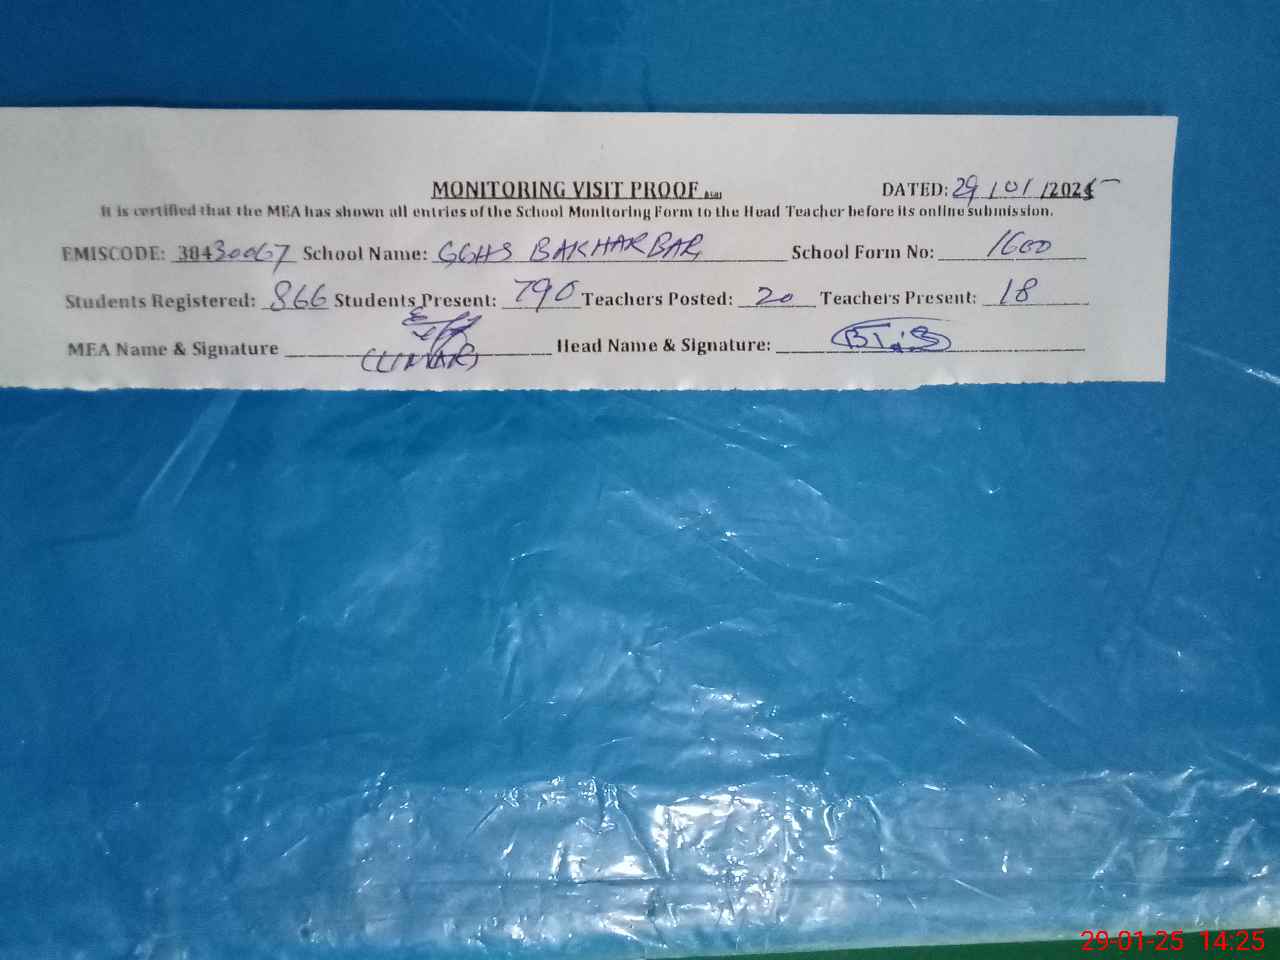 MONITORING VISIT PROOF
DATED: 29/01/2025
It is certified that the MEA has shown all entries of the School Monitoring Form to the Head Teacher before its online submission.
EMISCODE: 38430067 School Name: GGHS BAKHARBAR School Form No: 1600
Students Registered: 866 Students Present: 790 Teachers Posted: 20 Teachers Present: 18
MEA Name & Signature (UMAR) Head Name & Signature:
29-01-25 14:25